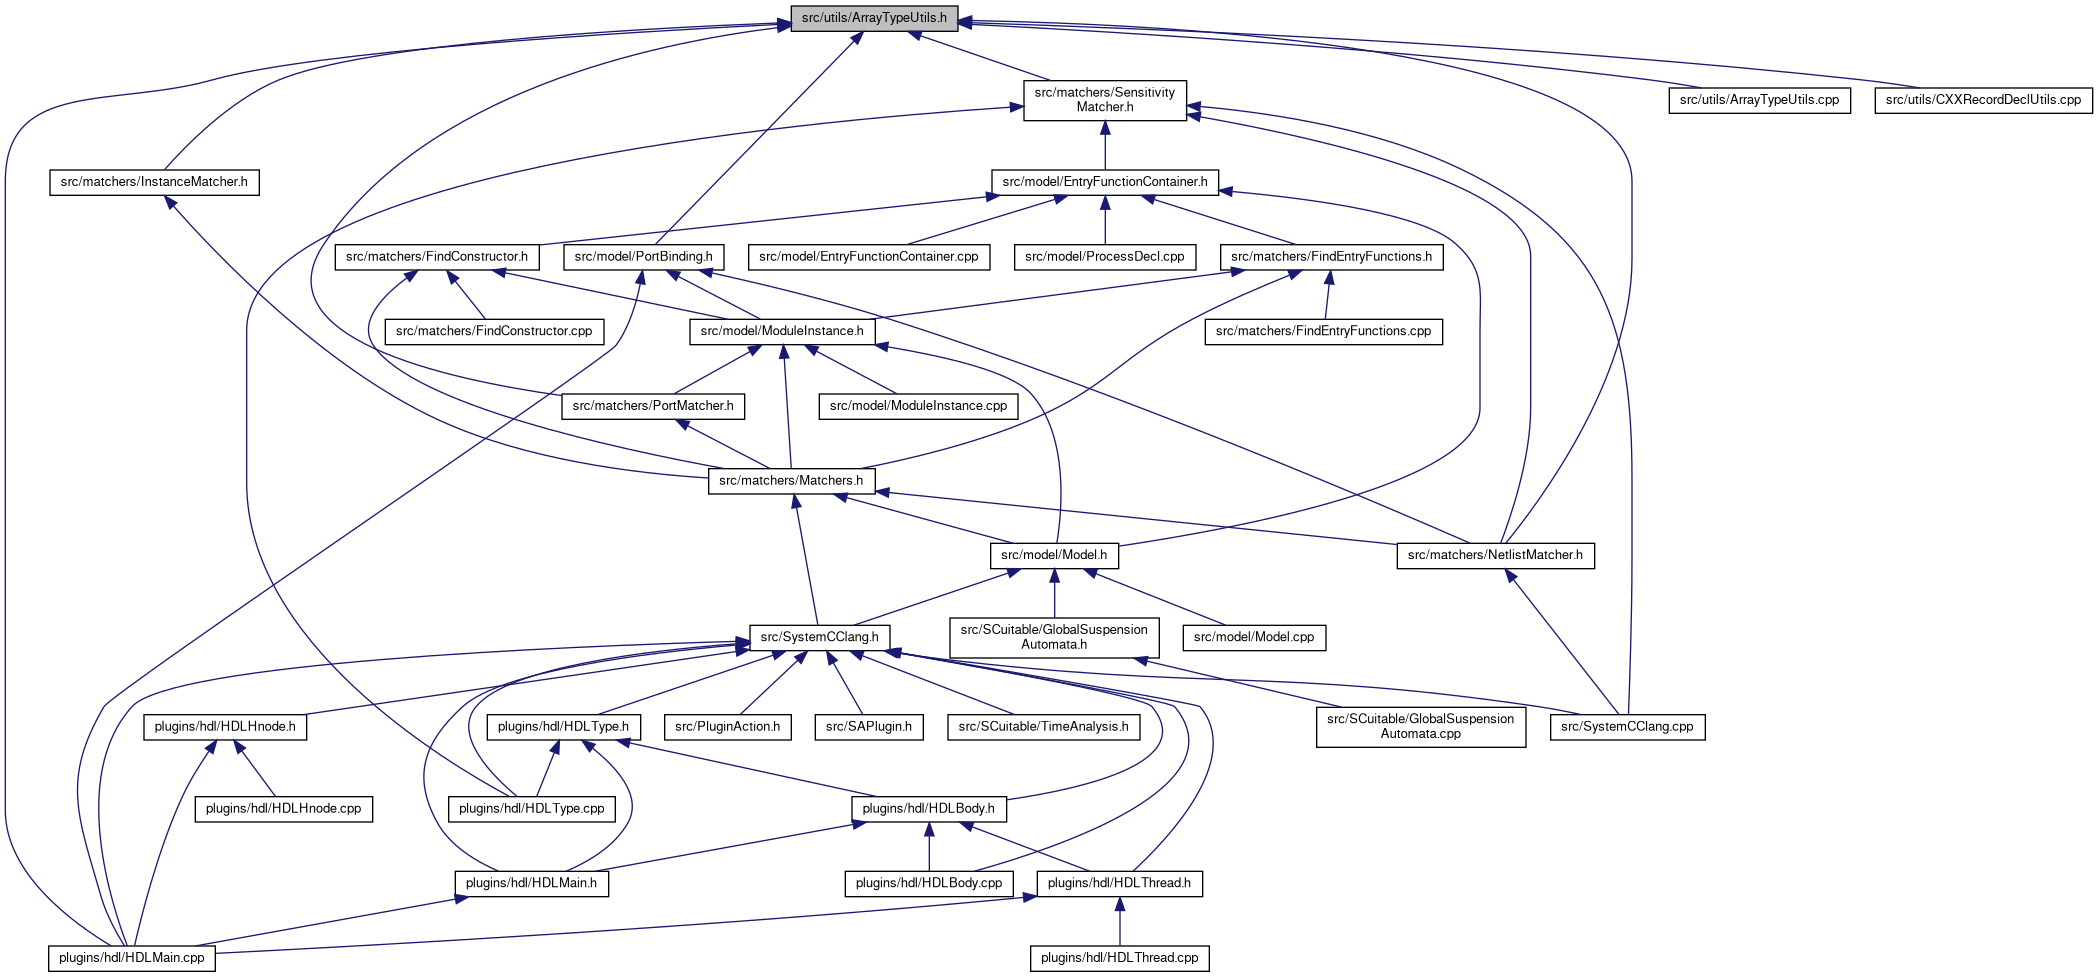 src/utils/ArrayTypeUtils.h
src/matchers/Sensitivity
Matcher.h
src/utils/ArrayTypeUtils.cpp
src/utils/CXXRecordDeclUtils.cpp
src/matchers/InstanceMatcher.h
src/model/EntryFunctionContainer.h
src/matchers/FindConstructor.h
src/model/PortBinding.h
src/model/EntryFunctionContainer.cpp
src/model/ProcessDecl.cpp
src/matchers/FindEntryFunctions.h
src/matchers/FindConstructor.cpp
src/model/ModuleInstance.h
src/matchers/FindEntryFunctions.cpp
src/matchers/PortMatcher.h
src/model/ModuleInstance.cpp
src/matchers/Matchers.h
src/model/Model.h
src/matchers/NetlistMatcher.h
src/SystemCClang.h
src/SCuitable/GlobalSuspension
Automata.h
src/model/Model.cpp
plugins/hdl/HDLHnode.h
plugins/hdl/HDLType.h
src/PluginAction.h
src/SAPlugin.h
src/SCuitable/TimeAnalysis.h
src/SCuitable/GlobalSuspension
Automata.cpp
src/SystemCClang.cpp
plugins/hdl/HDLHnode.cpp
plugins/hdl/HDLType.cpp
plugins/hdl/HDLBody.h
plugins/hdl/HDLMain.h
plugins/hdl/HDLBody.cpp
plugins/hdl/HDLThread.h
plugins/hdl/HDLMain.cpp
plugins/hdl/HDLThread.cpp